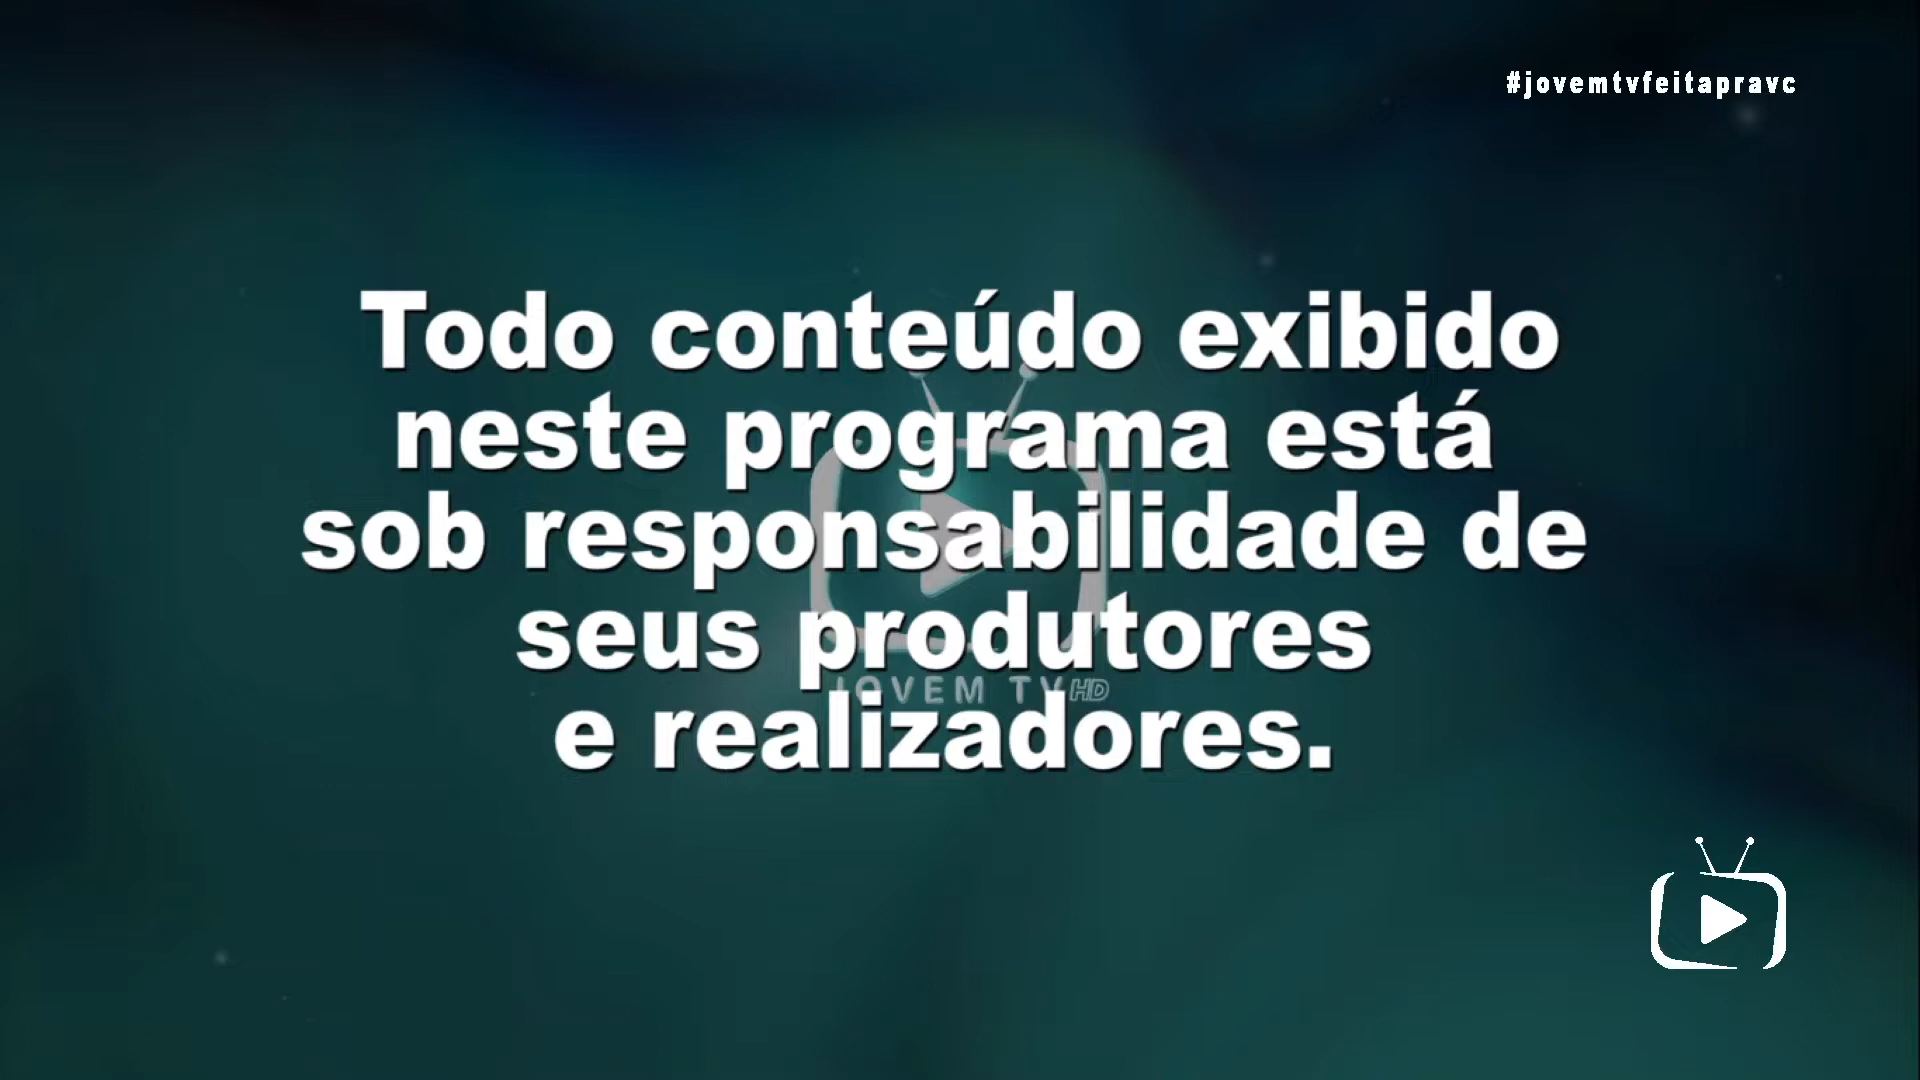 #jovemtvfeitapravc
Todo conteúdo exibido
neste programa está
sob responsabilidade de
seus produtores
JOVEM TV HD
e realizadores.